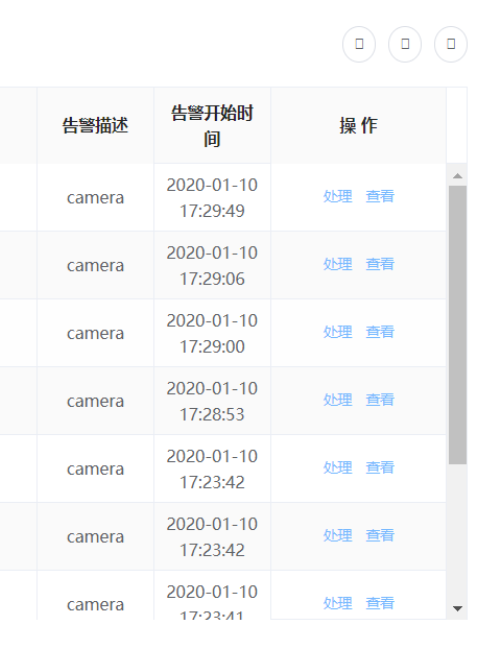 告警描述
告警开始时
间
操 作
camera
2020-01-10
17:29:49
处理 查看
camera
2020-01-10
17:29:06
处理 查看
camera
2020-01-10
17:29:00
处理 查看
camera
2020-01-10
17:28:53
处理 查看
camera
2020-01-10
17:23:42
处理 查看
camera
2020-01-10
17:23:42
处理 查看
camera
2020-01-10
17:23:41
处理 查看